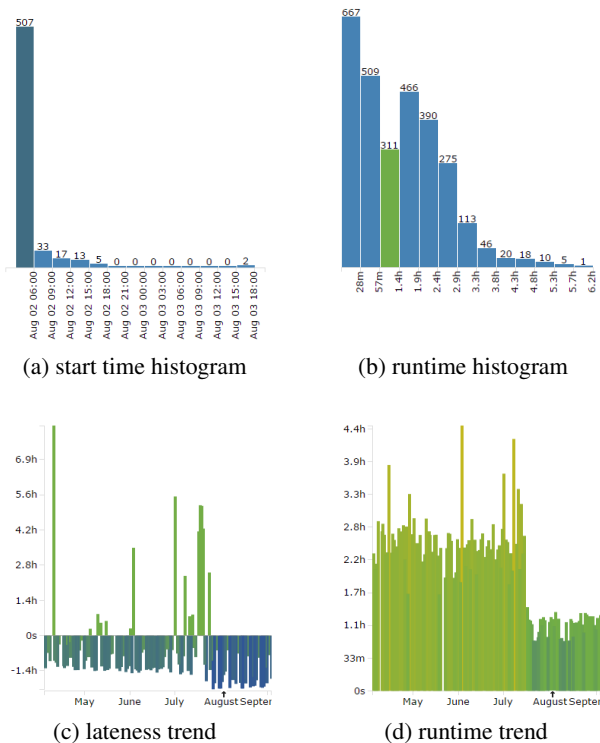 507
33
17
13
5
0
0
0
0
0
0
2
Aug 02 06:00
Aug 02 09:00
Aug 02 12:00
Aug 02 15:00
Aug 02 18:00
Aug 02 21:00
Aug 03 00:00
Aug 03 03:00
Aug 03 06:00
Aug 03 09:00
Aug 03 12:00
Aug 03 15:00
Aug 03 18:00
(a) start time histogram
667
509
311
466
390
275
113
46
20
18
10
5
1
28m
57m
1.4h
1.9h
2.4h
2.9h
3.3h
3.8h
4.3h
4.8h
5.3h
5.7h
6.2h
(b) runtime histogram
6.9h
5.6h
4.2h
2.8h
1.4h
0s
-1.4h
May June July August Septer
(c) lateness trend
4.4h
3.9h
3.3h
2.8h
2.2h
1.7h
1.1h
33m
0s
May June July August Septer
(d) runtime trend